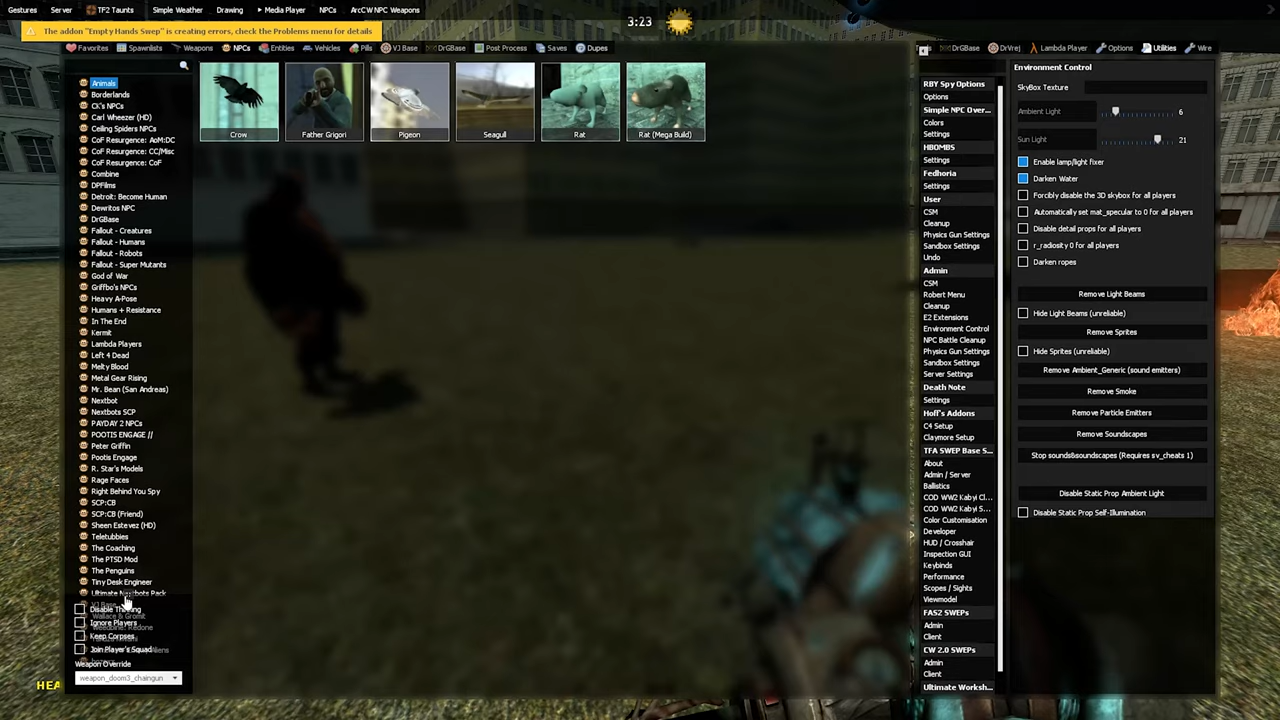 Gestures Server TF2 Taunts Simple Weather Drawing Media Player NPCs ArcCW NPC Weapons
3:23
The addon "Empty Hands Swep" is creating errors, check the Problems menu for details
Favorites Spawnlists Weapons NPCs Entities Vehicles Pills VJ Base DrGBase Post Process Saves Dupes
DrGBase DrVrej Lambda Player Options Utilities Wire
Animals
Borderlands
CK's NPCs
Carl Wheezer (HD)
Ceiling Spiders NPCs
CoF Resurgence: AoM:DC
CoF Resurgence: CC/Misc
CoF Resurgence: CoF
Combine
DPFilms
Detroit: Become Human
Dewritos NPC
DrGBase
Fallout - Creatures
Fallout - Humans
Fallout - Robots
Fallout - Super Mutants
God of War
Griffbo's NPCs
Heavy A-Pose
Humans + Resistance
In The End
Kermit
Lambda Players
Left 4 Dead
Melty Blood
Metal Gear Rising
Mr. Bean (San Andreas)
Nextbot
Nextbots SCP
PAYDAY 2 NPCs
POOTIS ENGAGE //
Peter Griffin
Pootis Engage
R. Star's Models
Rage Faces
Right Behind You Spy
SCP:CB
SCP:CB (Friend)
Sheen Estevez (HD)
Teletubbies
The Coaching
The PTSD Mod
The Penguins
Tiny Desk Engineer
Ultimate Nextbots Pack
Disable Thinking
Wallace & Gromit
Ignore Players
Keep Corpses
Join Player's Squad
Weapon Override
weapon_doom3_chaingun
HEA
Crow
Father Grigori
Pigeon
Seagull
Rat
Rat (Mega Build)
RBY Spy Options
Options
Simple NPC Over...
Colors
Settings
HBOMBS
Settings
Fedhoria
Settings
User
CSM
Cleanup
Physics Gun Settings
Sandbox Settings
Undo
Admin
CSM
Robert Menu
Cleanup
E2 Extensions
Environment Control
NPC Battle Cleanup
Physics Gun Settings
Sandbox Settings
Server Settings
Death Note
Settings
Hoff's Addons
C4 Setup
Claymore Setup
TFA SWEP Base S...
About
Admin / Server
Ballistics
COD WW2 Kabyi Cl...
COD WW2 Kabyi S...
Color Customisation
Developer
HUD / Crosshair
Inspection GUI
Keybinds
Performance
Scopes / Sights
Viewmodel
FAS2 SWEPs
Admin
Client
CW 2.0 SWEPs
Admin
Client
Ultimate Worksh...
Environment Control
SkyBox Texture
Ambient Light 6
Sun Light 21
Enable lamp/light fixer
Darken Water
Forcibly disable the 3D skybox for all players
Automatically set mat_specular to 0 for all players
Disable detail props for all players
r_radiosity 0 for all players
Darken ropes
Remove Light Beams
Hide Light Beams (unreliable)
Remove Sprites
Hide Sprites (unreliable)
Remove Ambient_Generic (sound emitters)
Remove Smoke
Remove Particle Emitters
Remove Soundscapes
Stop sounds&soundscapes (Requires sv_cheats 1)
Disable Static Prop Ambient Light
Disable Static Prop Self-Illumination